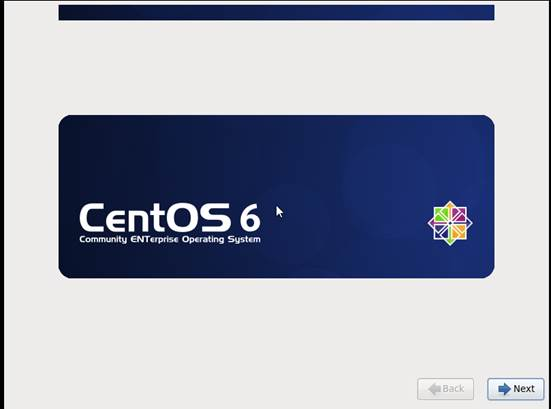 CentOS 6
Community ENTerprise Operating System
Back
Next